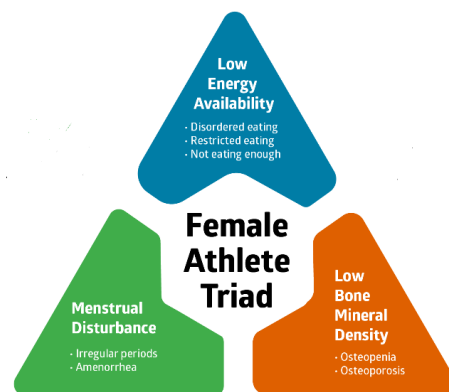 Low
Energy
Availability
· Disordered eating
· Restricted eating
· Not eating enough
Female
Athlete
Triad
Menstrual
Disturbance
· Irregular periods
· Amenorrhea
Low
Bone
Mineral
Density
· Osteopenia
· Osteoporosis